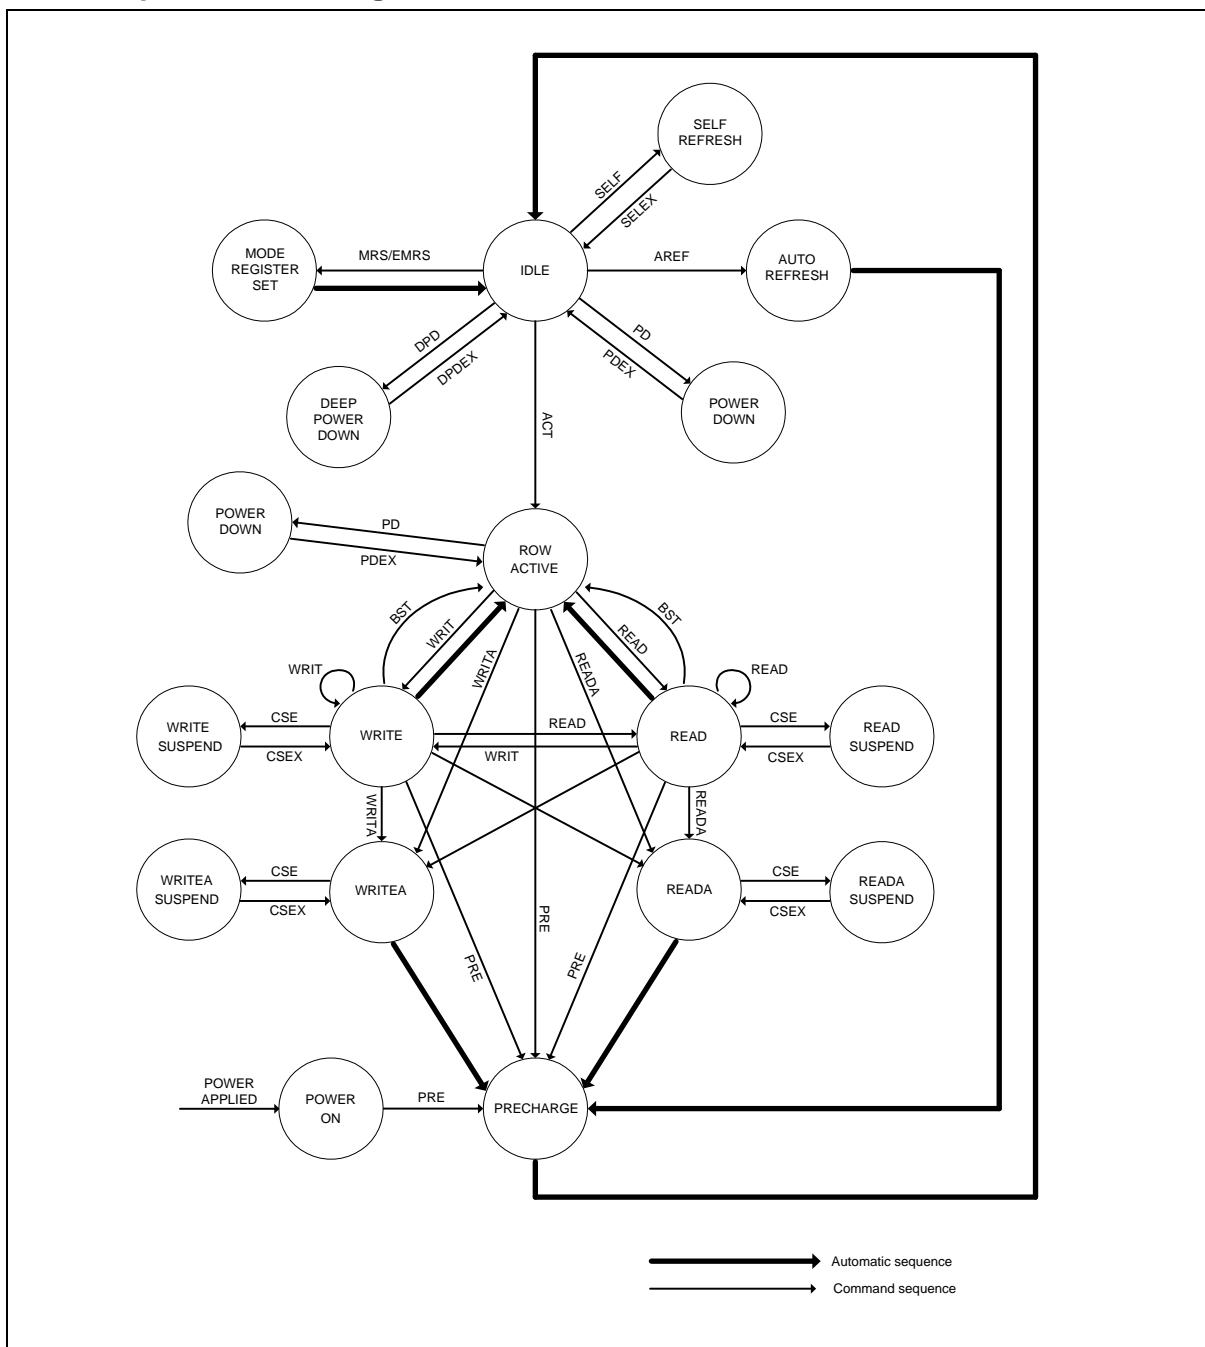 SELF
REFRESH
SELF
SELEX
MODE
REGISTER
SET
MRS/EMRS
IDLE
AREF
AUTO
REFRESH
DPD
DPDEX
PD
PDEX
DEEP
POWER
DOWN
ACT
POWER
DOWN
POWER
DOWN
PD
PDEX
ROW
ACTIVE
BST
WRIT
WRITA
READA
READ
BST
WRIT
READ
WRITE
SUSPEND
CSE
CSEX
WRITE
READ
WRIT
READ
CSE
CSEX
READ
SUSPEND
WRITA
READA
WRITEA
SUSPEND
CSE
CSEX
WRITEA
READA
CSE
CSEX
READA
SUSPEND
PRE
PRE
PRE
POWER
APPLIED
POWER
ON
PRE
PRECHARGE
Automatic sequence
Command sequence